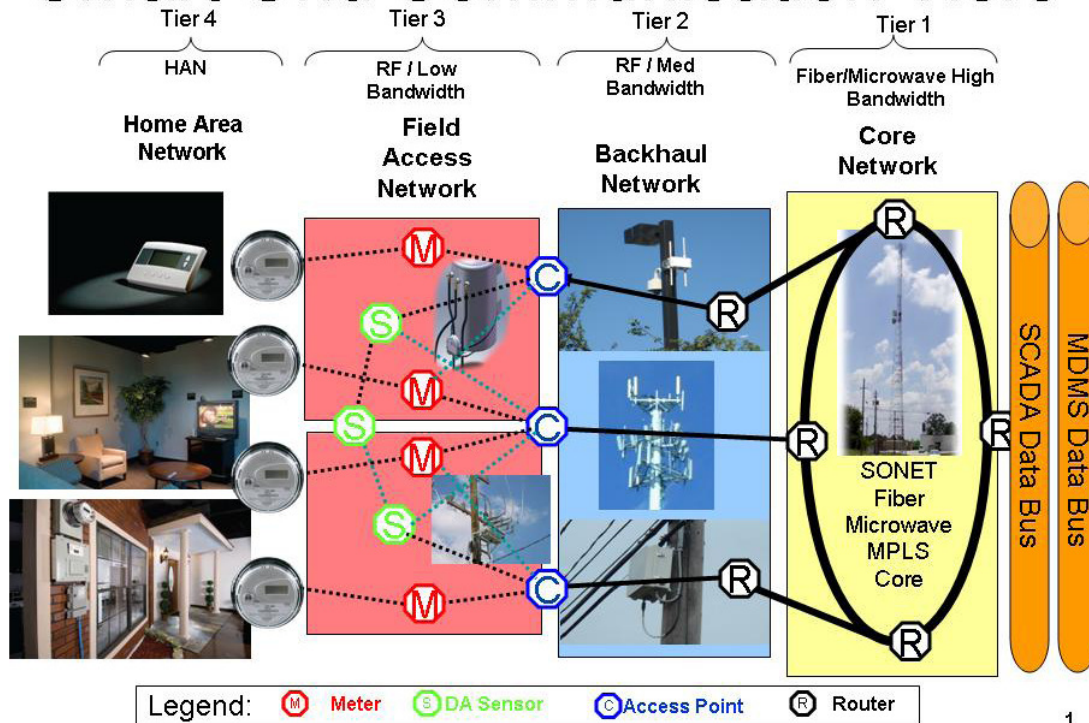 Tier 4
Tier 3
Tier 2
Tier 1
HAN
RF / Low
Bandwidth
RF / Med
Bandwidth
Fiber/Microwave High
Bandwidth
Home Area
Network
Field
Access
Network
Backhaul
Network
Core
Network
M
C
R
R
S
M
S
C
R
R
M
S
M
C
R
R
SONET
Fiber
Microwave
MPLS
Core
SCADA Data Bus
MDMS Data Bus
Legend:
M Meter
S DA Sensor
C Access Point
R Router